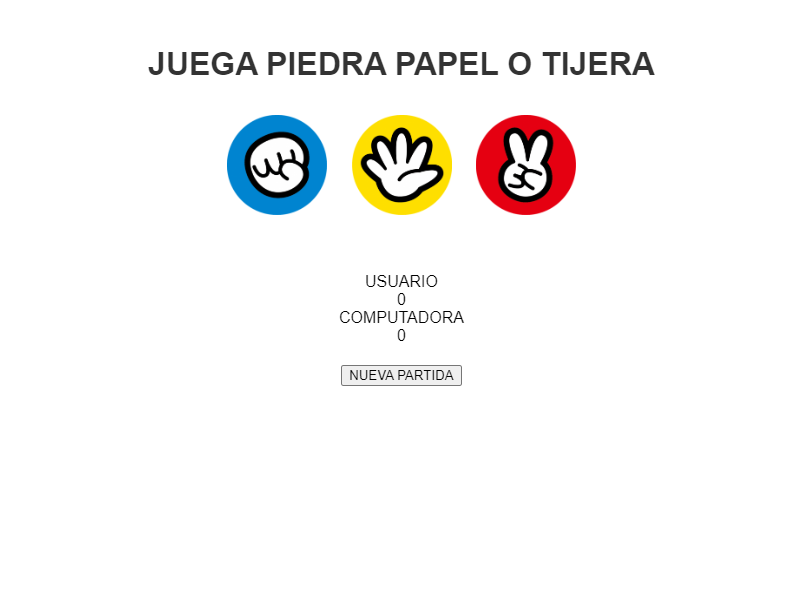 JUEGA PIEDRA PAPEL O TIJERA
USUARIO
0
COMPUTADORA
0
NUEVA PARTIDA